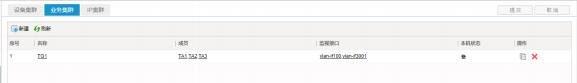 设备集群 业务集群 IP集群 提交 取消
新建 刷新
序号 名称 成员 监视接口 本机状态 操作
1 TG1 TA1,TA2,TA3 vlan-if100,vlan-if3001 主